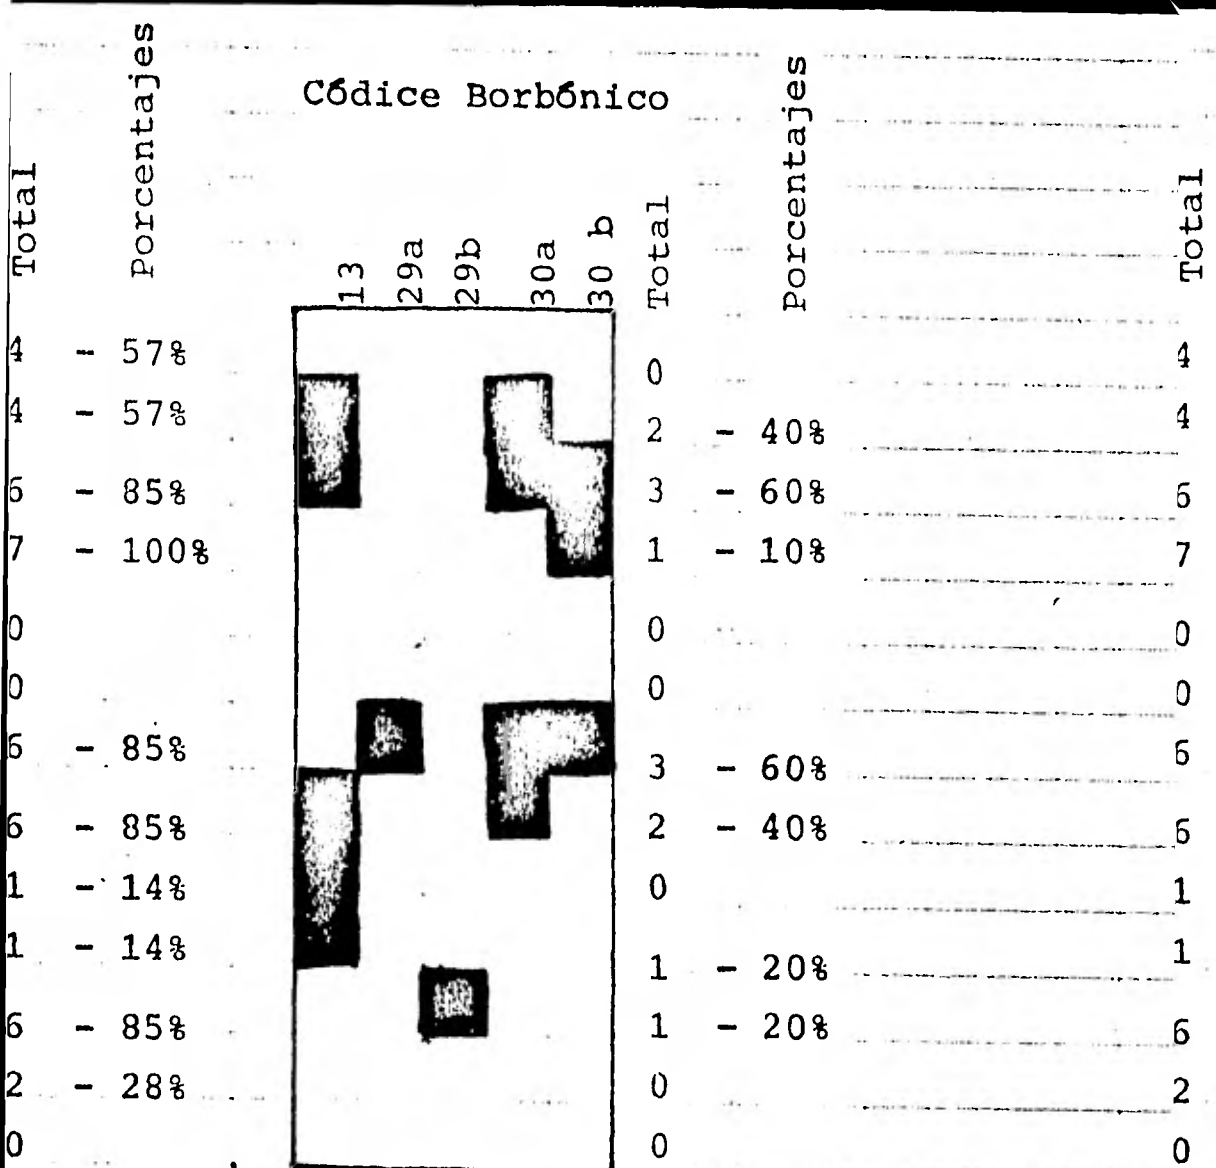 Códice Borbónico
Total Porcentajes 13 29a 29b 30a 30 b Total Porcentajes Total
4 - 57% 0 4
4 - 57% 2 - 40% 4
6 - 85% 3 - 60% 6
7 - 100% 1 - 10% 7
0 0 0
0 0 0
6 - 85% 3 - 60% 6
6 - 85% 2 - 40% 6
1 - 14% 0 1
1 - 14% 1 - 20% 1
6 - 85% 1 - 20% 6
2 - 28% 0 2
0 0 0